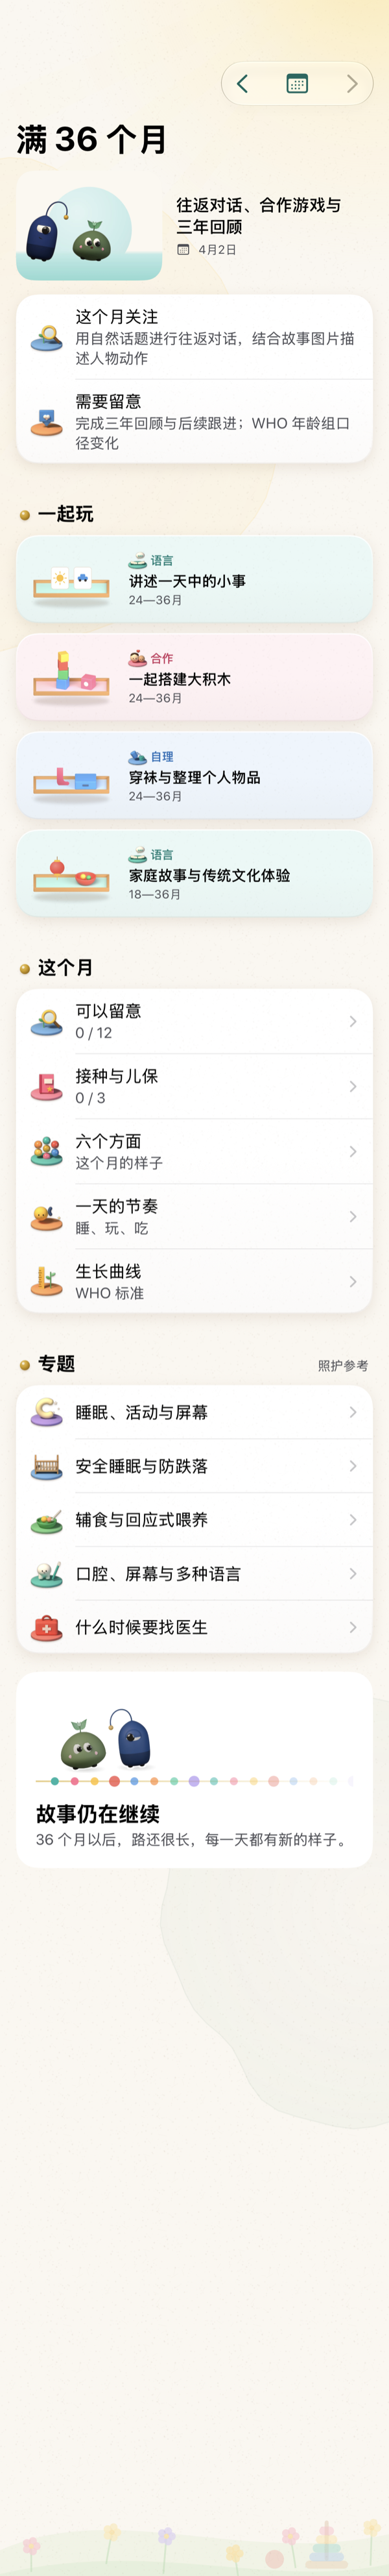 满 36 个月
往返对话、合作游戏与
三年回顾
4月2日
这个月关注
用自然话题进行往返对话，结合故事图片描
述人物动作
需要留意
完成三年回顾与后续跟进；WHO 年龄组口
径变化
一起玩
语言
讲述一天中的小事
24—36月
合作
一起搭建大积木
24—36月
自理
穿袜与整理个人物品
24—36月
语言
家庭故事与传统文化体验
18—36月
这个月
可以留意
0 / 12
接种与儿保
0 / 3
六个方面
这个月的样子
一天的节奏
睡、玩、吃
生长曲线
WHO 标准
专题
照护参考
睡眠、活动与屏幕
安全睡眠与防跌落
辅食与回应式喂养
口腔、屏幕与多种语言
什么时候要找医生
故事仍在继续
36 个月以后，路还很长，每一天都有新的样子。